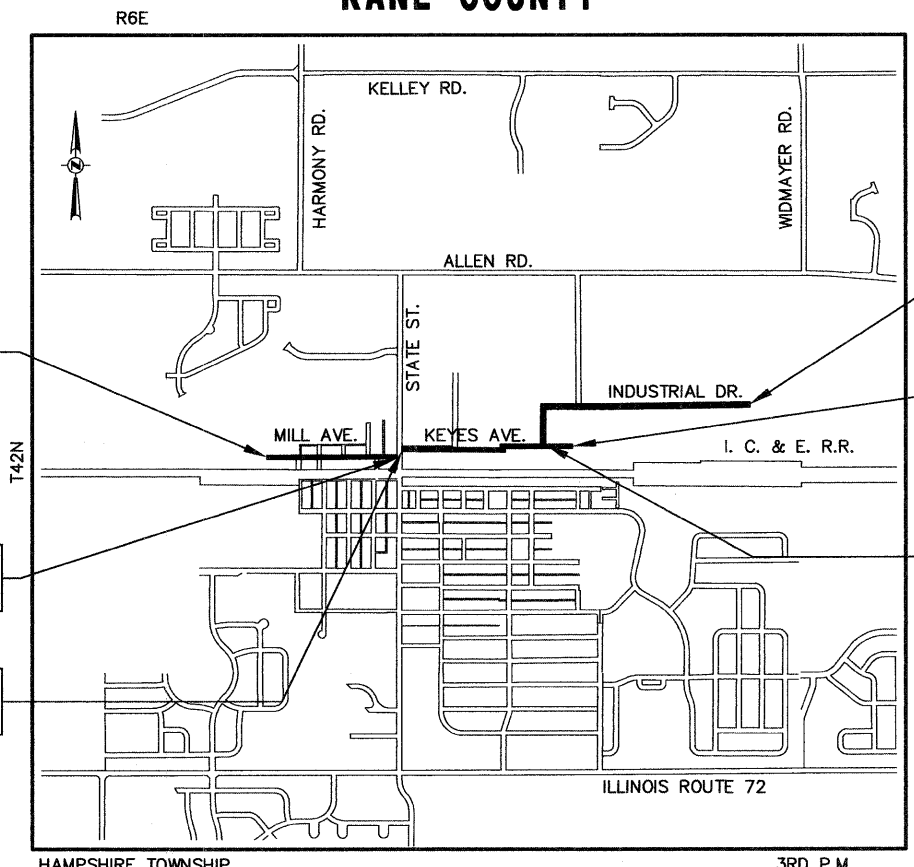 KANE COUNTY
R6E
KELLEY RD.
HARMONY RD.
WIDMAYER RD.
N
ALLEN RD.
STATE ST.
INDUSTRIAL DR.
MILL AVE.
KEYES AVE.
I. C. & E. R.R.
T42N
ILLINOIS ROUTE 72
HAMPSHIRE TOWNSHIP
3RD P.M.